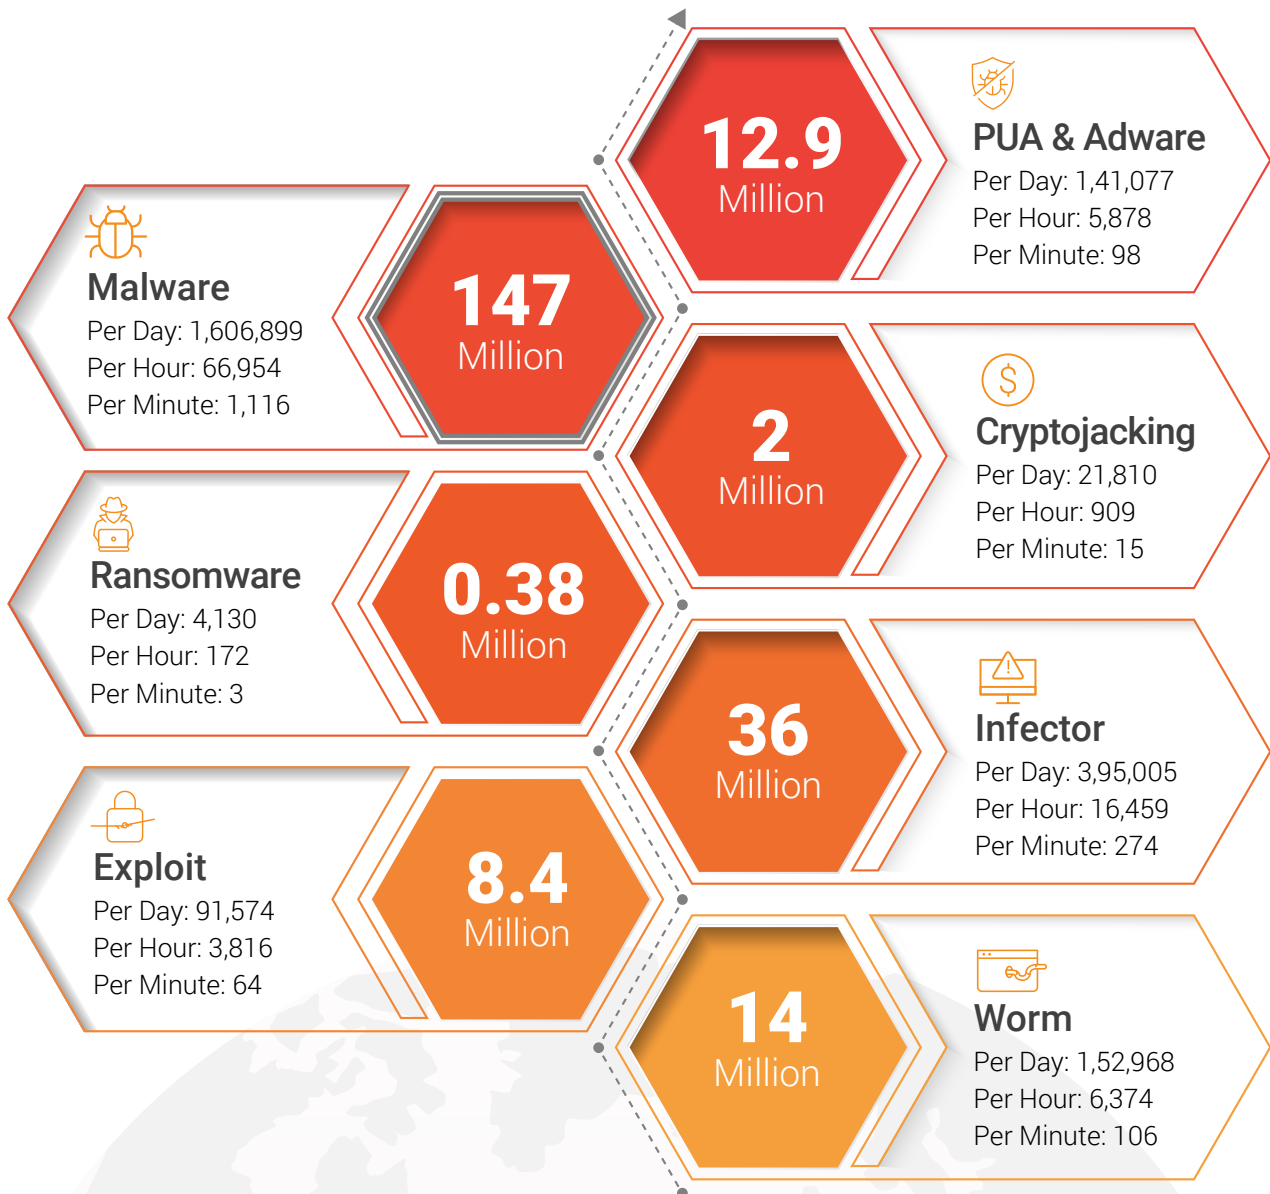 12.9
Million
PUA & Adware
Per Day: 1,41,077
Per Hour: 5,878
Per Minute: 98
Malware
Per Day: 1,606,899
Per Hour: 66,954
Per Minute: 1,116
147
Million
2
Million
Cryptojacking
Per Day: 21,810
Per Hour: 909
Per Minute: 15
Ransomware
Per Day: 4,130
Per Hour: 172
Per Minute: 3
0.38
Million
36
Million
Infector
Per Day: 3,95,005
Per Hour: 16,459
Per Minute: 274
Exploit
Per Day: 91,574
Per Hour: 3,816
Per Minute: 64
8.4
Million
14
Million
Worm
Per Day: 1,52,968
Per Hour: 6,374
Per Minute: 106